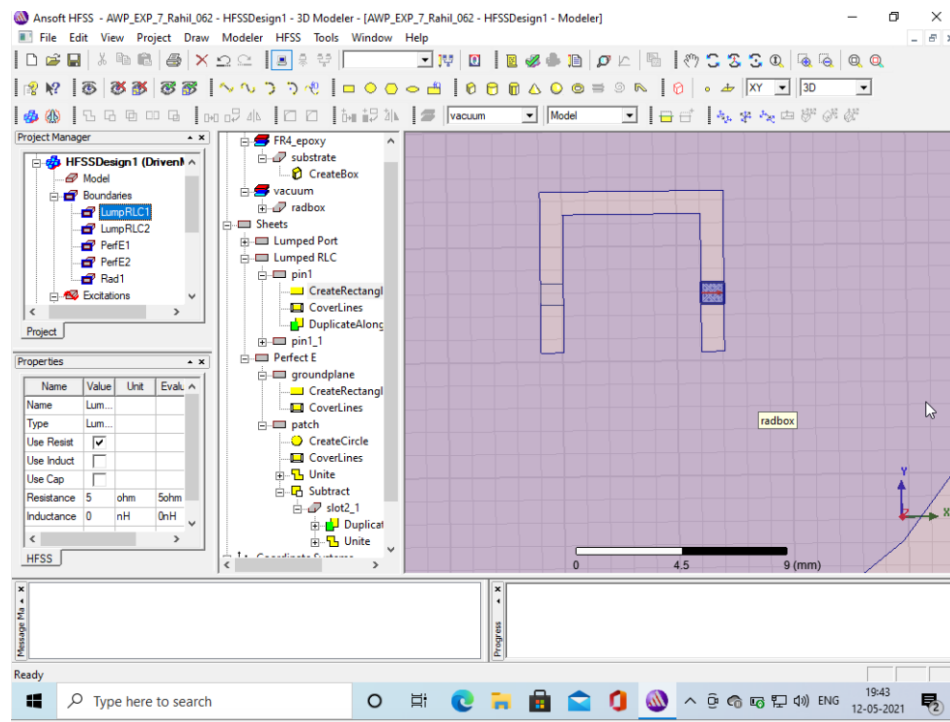 Ansoft HFSS - AWP_EXP_7_Rahil_062 - HFSSDesign1 - 3D Modeler - [AWP_EXP_7_Rahil_062 - HFSSDesign1 - Modeler]
File Edit View Project Draw Modeler HFSS Tools Window Help
XY 3D
vacuum Model
Project Manager
HFSSDesign1 (DrivenM
Model
Boundaries
LumpRLC1
LumpRLC2
PerfE1
PerfE2
Rad1
Excitations
Project
Properties
Name Value Unit Evalu
Name Lum...
Type Lum...
Use Resist
Use Induct
Use Cap
Resistance 5 ohm 5ohm
Inductance 0 nH 0nH
HFSS
FR4_epoxy
substrate
CreateBox
vacuum
radbox
Sheets
Lumped Port
Lumped RLC
pin1
CreateRectangl
CoverLines
DuplicateAlong
pin1_1
Perfect E
groundplane
CreateRectangl
CoverLines
patch
CreateCircle
CoverLines
Unite
Subtract
slot2_1
Duplicat
Unite
Coordinate Systems
radbox
Y
X
0 4.5 9 (mm)
Message Ma
Progress
Ready
Type here to search
ENG
19:43
12-05-2021
2